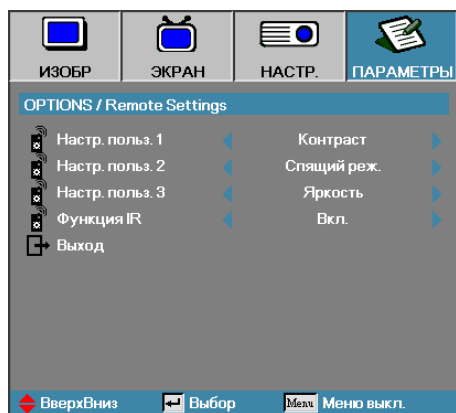 ИЗОБР ЭКРАН НАСТР. ПАРАМЕТРЫ
OPTIONS / Remote Settings
Настр. польз. 1 Контраст
Настр. польз. 2 Спящий реж.
Настр. польз. 3 Яркость
Функция IR Вкл.
Выход
ВверхВниз Выбор Menu Меню выкл.